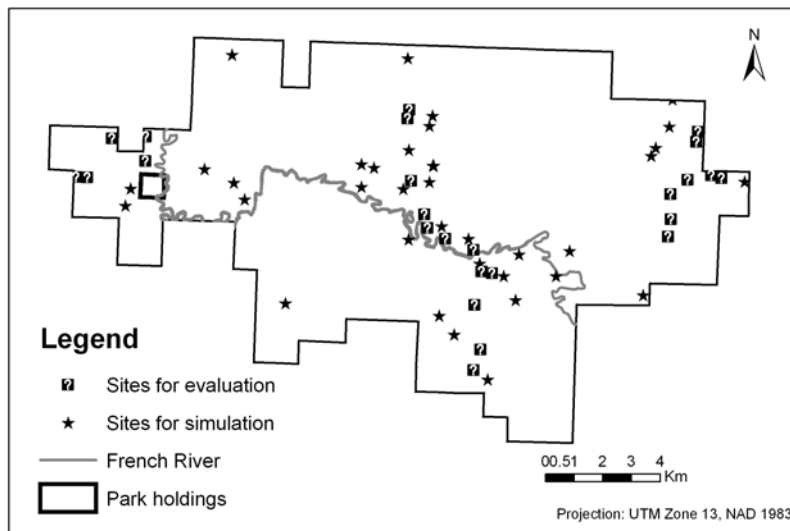 N
Legend
Sites for evaluation
Sites for simulation
French River
Park holdings
00.51 2 3 4
Km
Projection: UTM Zone 13, NAD 1983